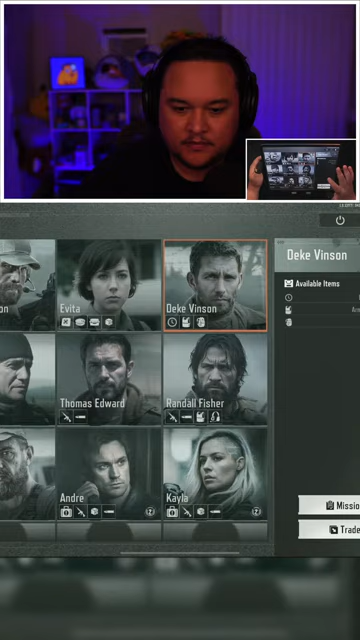 Deke Vinson
Evita
Deke Vinson
Available Items
Thomas Edward
Randall Fisher
Andre
Kayla
Missio
Trade